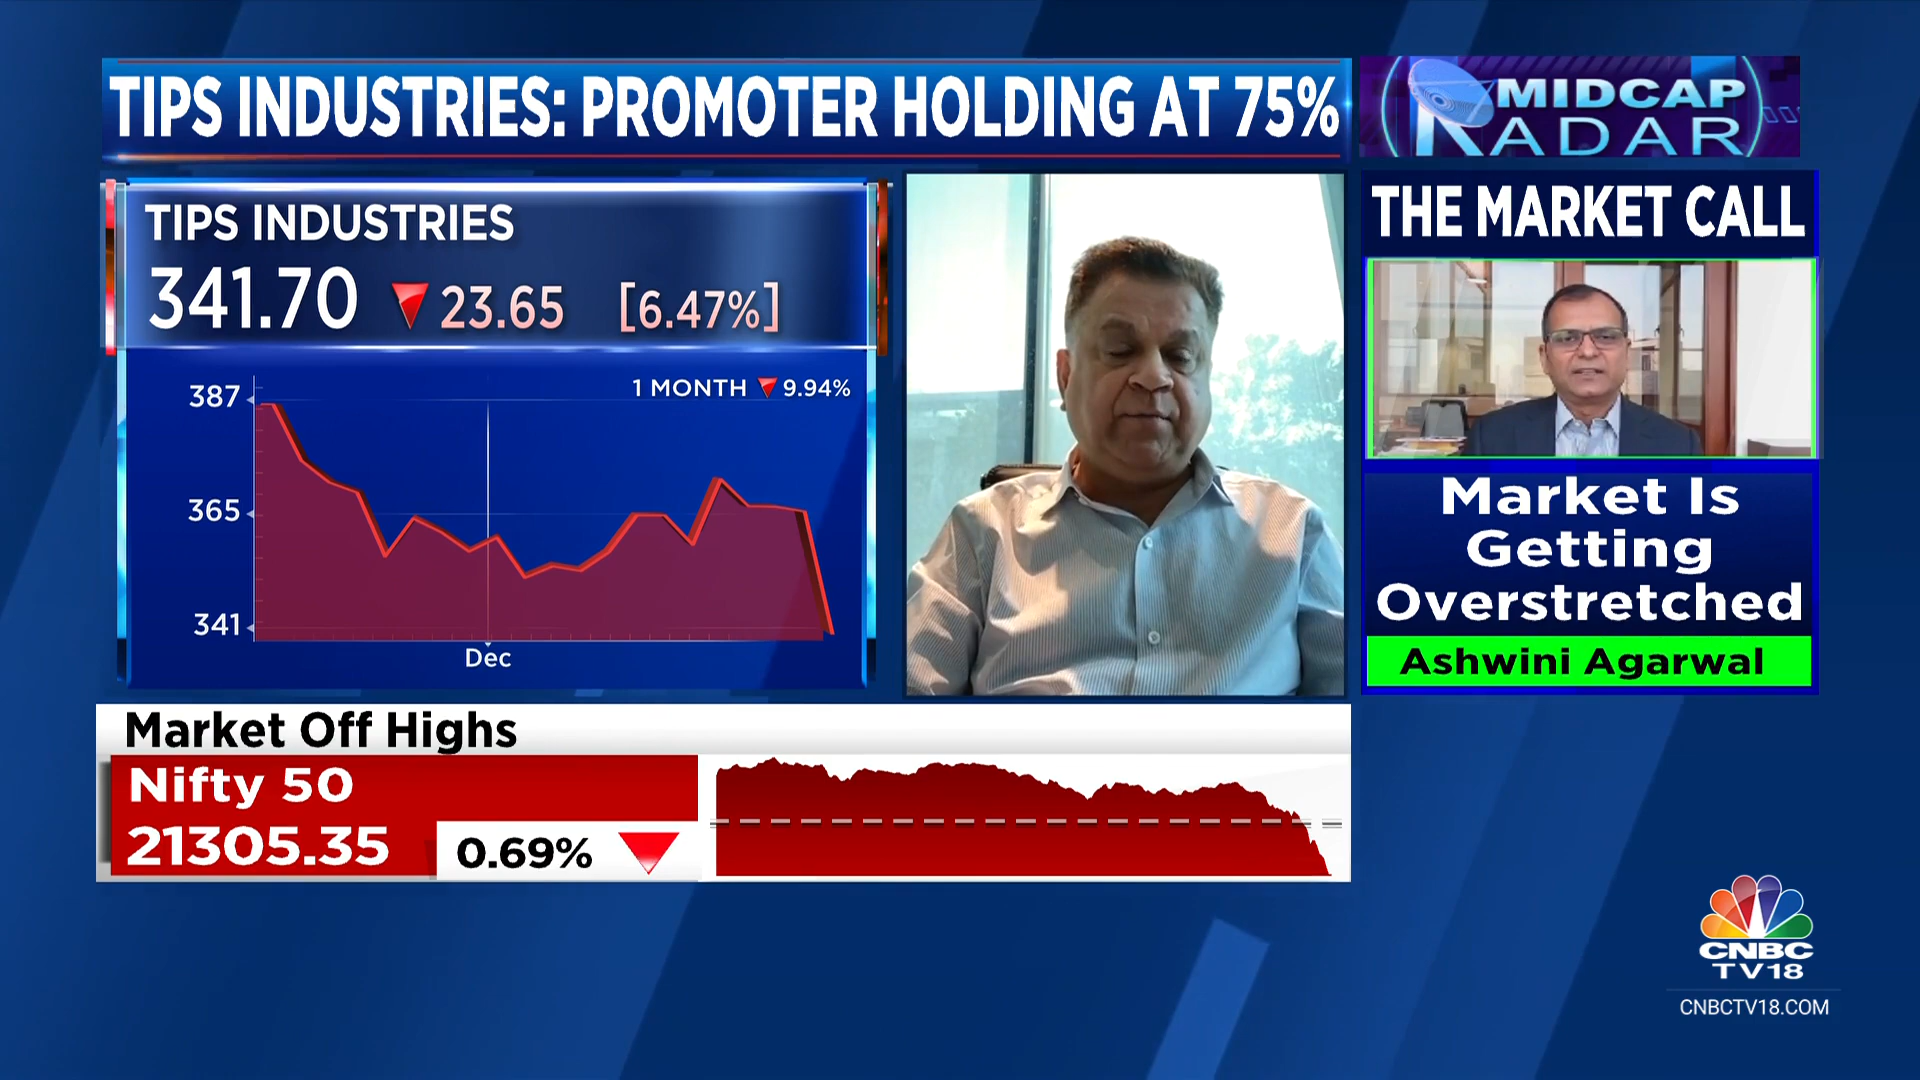 TIPS INDUSTRIES: PROMOTER HOLDING AT 75%
MIDCAP
RADAR
TIPS INDUSTRIES
341.70 ▼ 23.65 [6.47%]
1 MONTH ▼ 9.94%
387
365
341
Dec
THE MARKET CALL
Market Is
Getting
Overstretched
Ashwini Agarwal
Market Off Highs
Nifty 50
21305.35 0.69% ▼
CNBC
TV18
CNBCTV18.COM